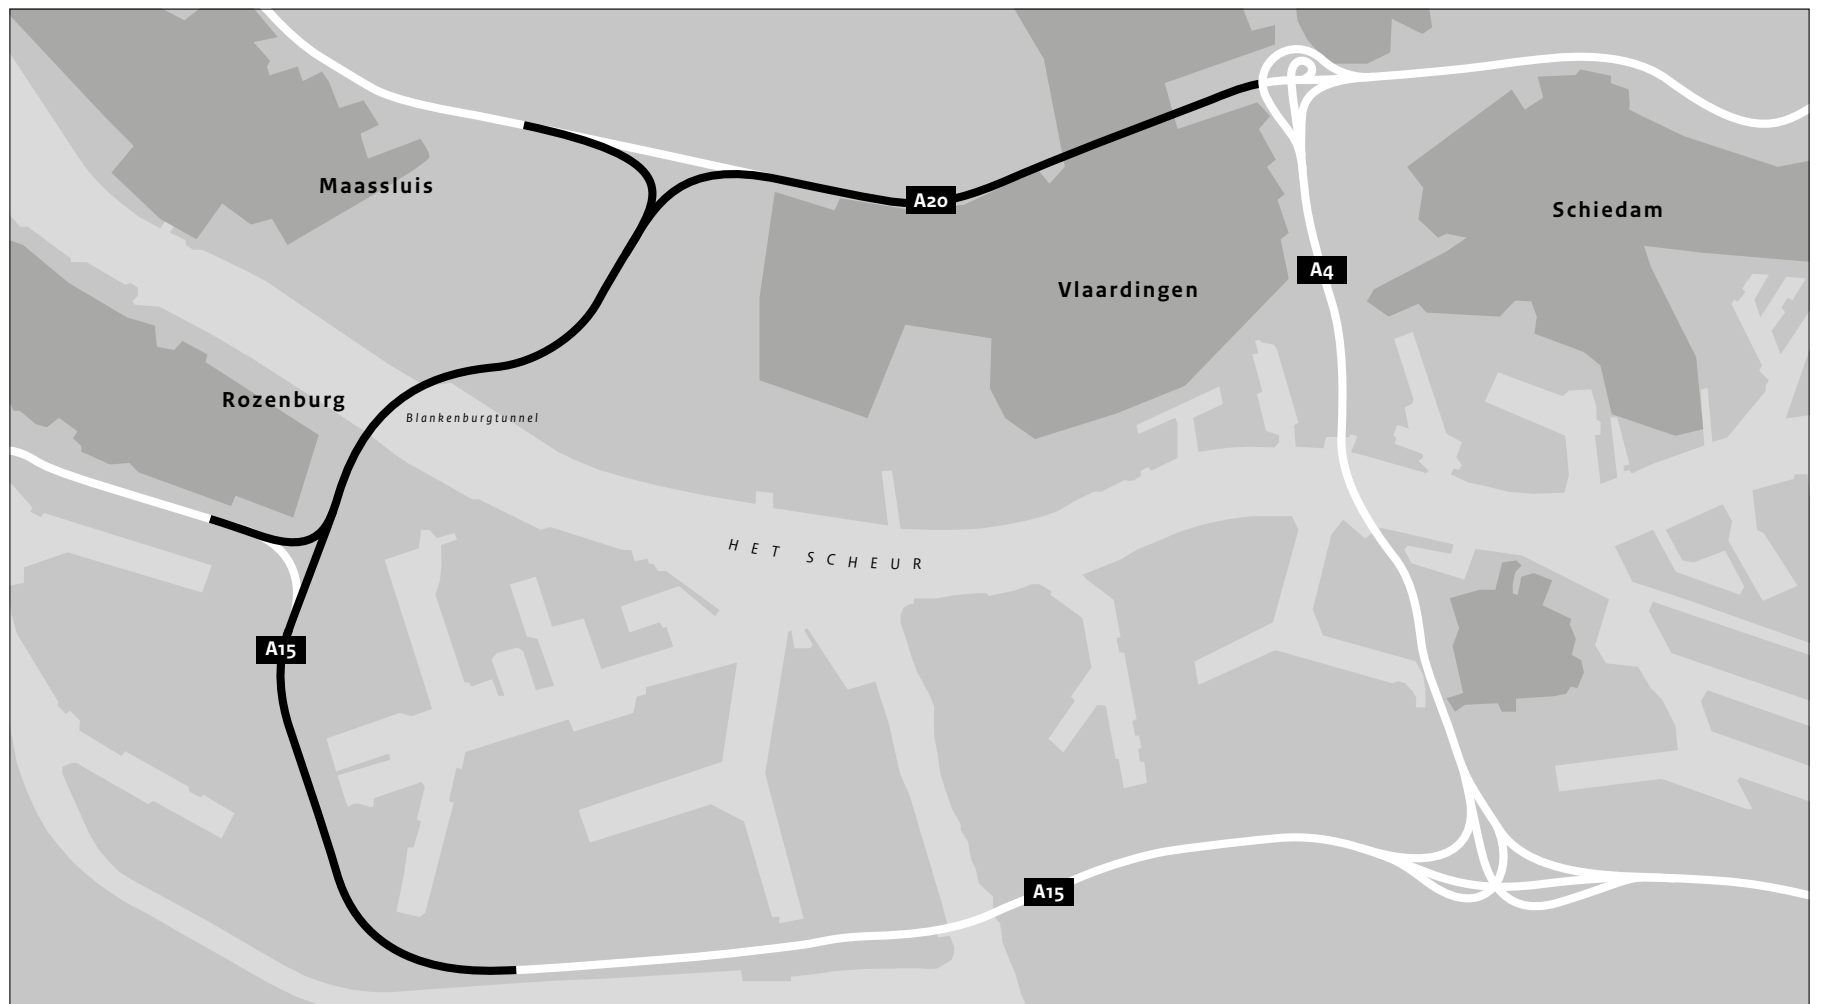 Maassluis
A20
Schiedam
A4
Vlaardingen
Rozenburg
Blankenburgtunnel
HET SCHEUR
A15
A15